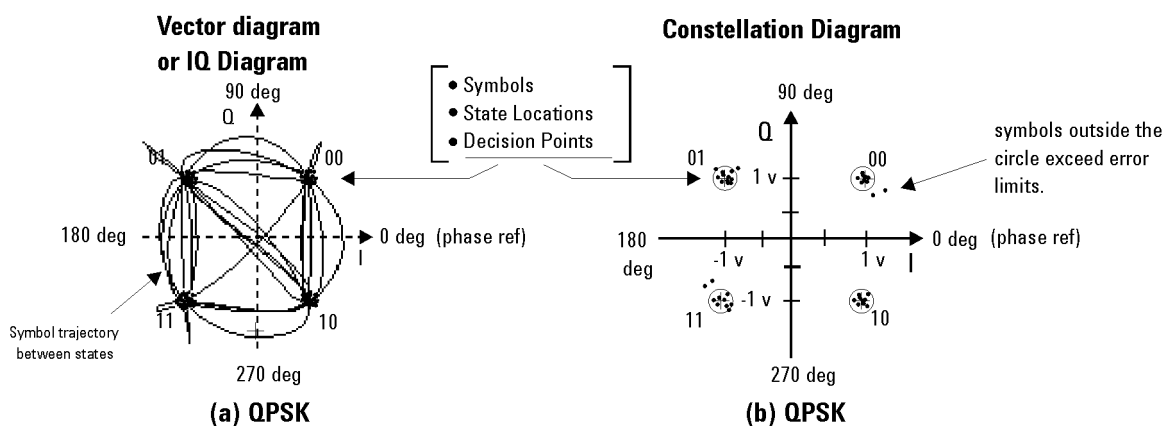 Vector diagram
or IQ Diagram
90 deg
Q
01
00
180 deg
0 deg (phase ref)
I
11
10
Symbol trajectory
between states
270 deg
(a) QPSK
• Symbols
• State Locations
• Decision Points
Constellation Diagram
90 deg
Q
01
00
1 v
symbols outside the
circle exceed error
limits.
180
deg
-1 v
1 v
I
0 deg (phase ref)
-1 v
11
10
270 deg
(b) QPSK